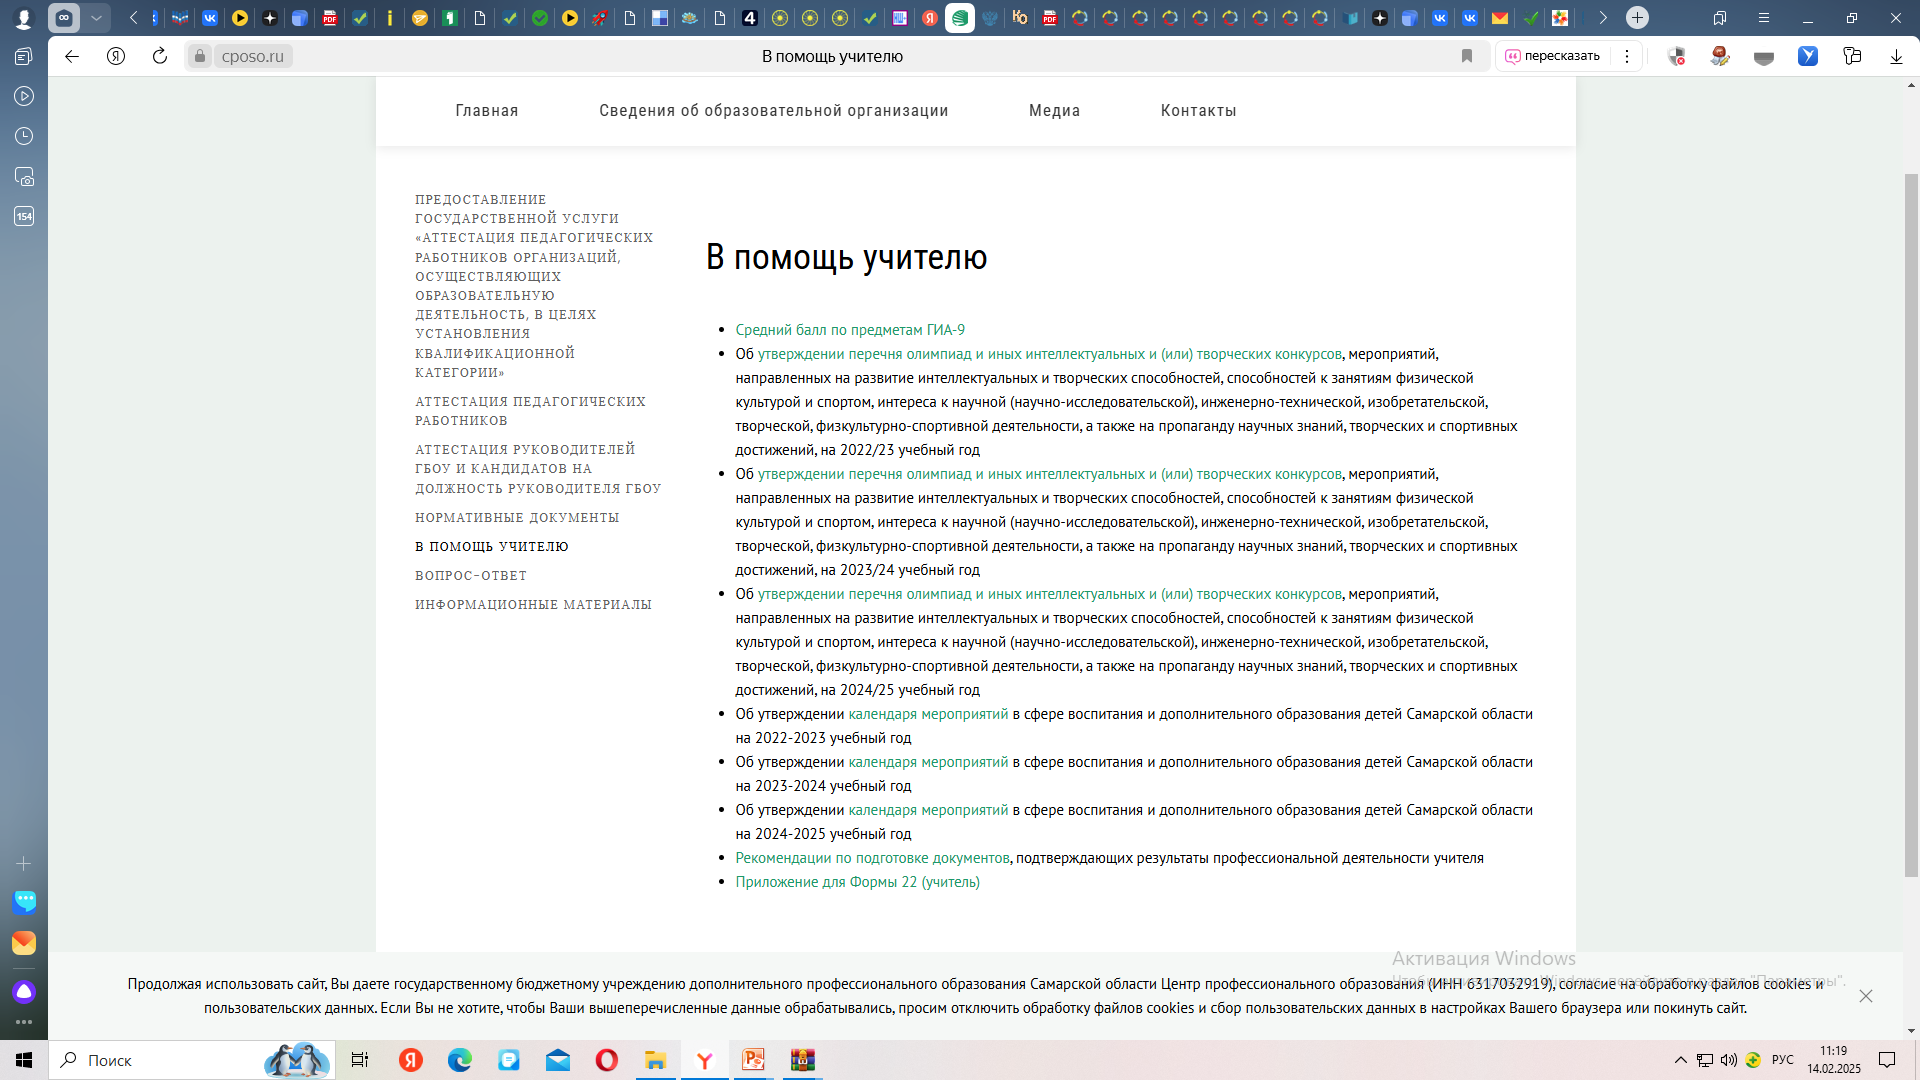 cposo.ru
В помощь учителю
пересказать
154
Главная
Сведения об образовательной организации
Медиа
Контакты
ПРЕДОСТАВЛЕНИЕ
ГОСУДАРСТВЕННОЙ УСЛУГИ
«АТТЕСТАЦИЯ ПЕДАГОГИЧЕСКИХ
РАБОТНИКОВ ОРГАНИЗАЦИЙ,
ОСУЩЕСТВЛЯЮЩИХ
ОБРАЗОВАТЕЛЬНУЮ
ДЕЯТЕЛЬНОСТЬ, В ЦЕЛЯХ
УСТАНОВЛЕНИЯ
КВАЛИФИКАЦИОННОЙ
КАТЕГОРИИ»
АТТЕСТАЦИЯ ПЕДАГОГИЧЕСКИХ
РАБОТНИКОВ
АТТЕСТАЦИЯ РУКОВОДИТЕЛЕЙ
ГБОУ И КАНДИДАТОВ НА
ДОЛЖНОСТЬ РУКОВОДИТЕЛЯ ГБОУ
НОРМАТИВНЫЕ ДОКУМЕНТЫ
В ПОМОЩЬ УЧИТЕЛЮ
ВОПРОС-ОТВЕТ
ИНФОРМАЦИОННЫЕ МАТЕРИАЛЫ
В помощь учителю
Средний балл по предметам ГИА-9
Об утверждении перечня олимпиад и иных интеллектуальных и (или) творческих конкурсов, мероприятий,
направленных на развитие интеллектуальных и творческих способностей, способностей к занятиям физической
культурой и спортом, интереса к научной (научно-исследовательской), инженерно-технической, изобретательской,
творческой, физкультурно-спортивной деятельности, а также на пропаганду научных знаний, творческих и спортивных
достижений, на 2022/23 учебный год
Об утверждении перечня олимпиад и иных интеллектуальных и (или) творческих конкурсов, мероприятий,
направленных на развитие интеллектуальных и творческих способностей, способностей к занятиям физической
культурой и спортом, интереса к научной (научно-исследовательской), инженерно-технической, изобретательской,
творческой, физкультурно-спортивной деятельности, а также на пропаганду научных знаний, творческих и спортивных
достижений, на 2023/24 учебный год
Об утверждении перечня олимпиад и иных интеллектуальных и (или) творческих конкурсов, мероприятий,
направленных на развитие интеллектуальных и творческих способностей, способностей к занятиям физической
культурой и спортом, интереса к научной (научно-исследовательской), инженерно-технической, изобретательской,
творческой, физкультурно-спортивной деятельности, а также на пропаганду научных знаний, творческих и спортивных
достижений, на 2024/25 учебный год
Об утверждении календаря мероприятий в сфере воспитания и дополнительного образования детей Самарской области
на 2022-2023 учебный год
Об утверждении календаря мероприятий в сфере воспитания и дополнительного образования детей Самарской области
на 2023-2024 учебный год
Об утверждении календаря мероприятий в сфере воспитания и дополнительного образования детей Самарской области
на 2024-2025 учебный год
Рекомендации по подготовке документов, подтверждающих результаты профессиональной деятельности учителя
Приложение для Формы 22 (учитель)
Активация Windows
Продолжая использовать сайт, Вы даете государственному бюджетному учреждению дополнительного профессионального образования Самарской области Центр профессионального образования (ИНН 6317032919), согласие на обработку файлов cookies и
пользовательских данных. Если Вы не хотите, чтобы Ваши вышеперечисленные данные обрабатывались, просим отключить обработку файлов cookies и сбор пользовательских данных в настройках Вашего браузера или покинуть сайт.
Поиск
РУС
11:19
14.02.2025